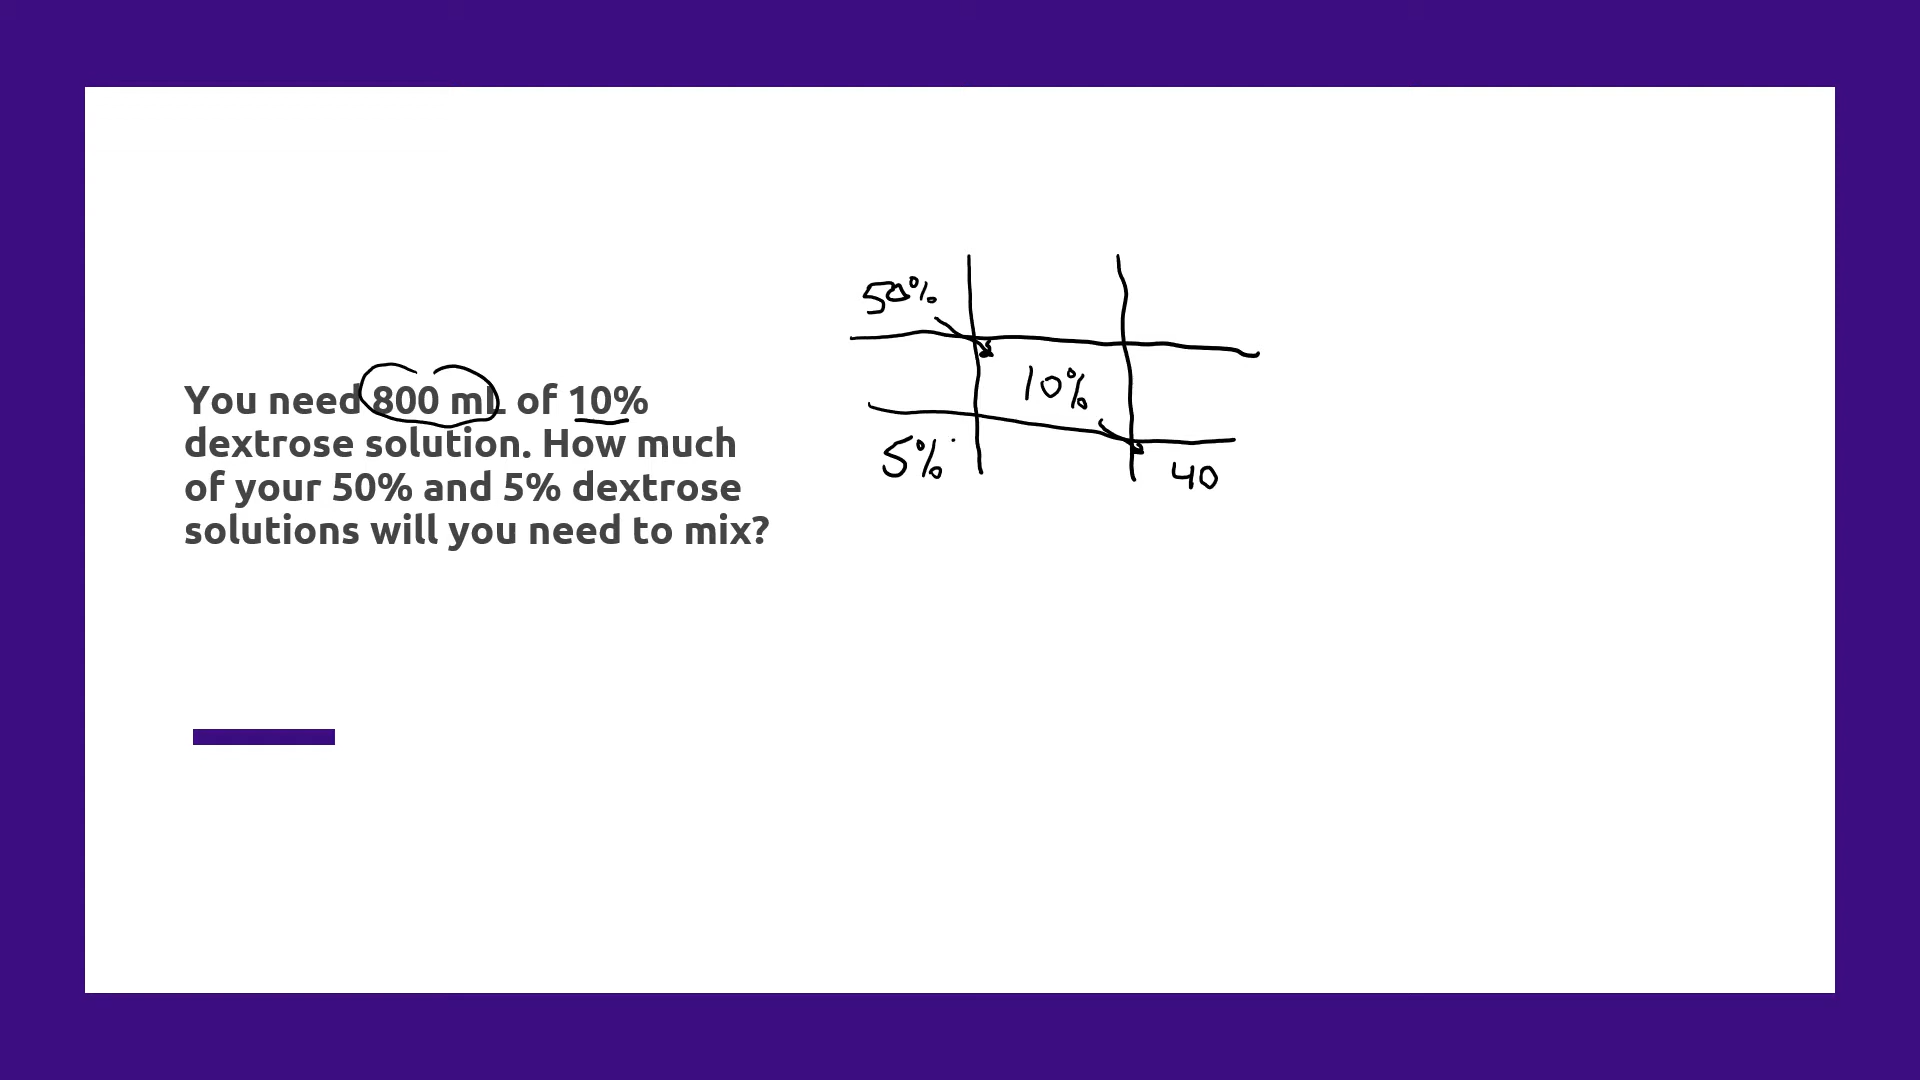 You need 800 mL of 10%
dextrose solution. How much
of your 50% and 5% dextrose
solutions will you need to mix?
50%
10%
5%
40